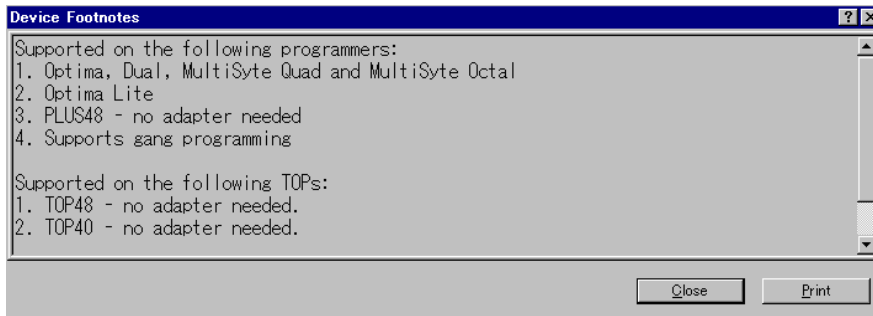 Device Footnotes
Supported on the following programmers:
1. Optima, Dual, MultiSyte Quad and MultiSyte Octal
2. Optima Lite
3. PLUS48 - no adapter needed
4. Supports gang programming
Supported on the following TOPs:
1. TOP48 - no adapter needed.
2. TOP40 - no adapter needed.
Close Print